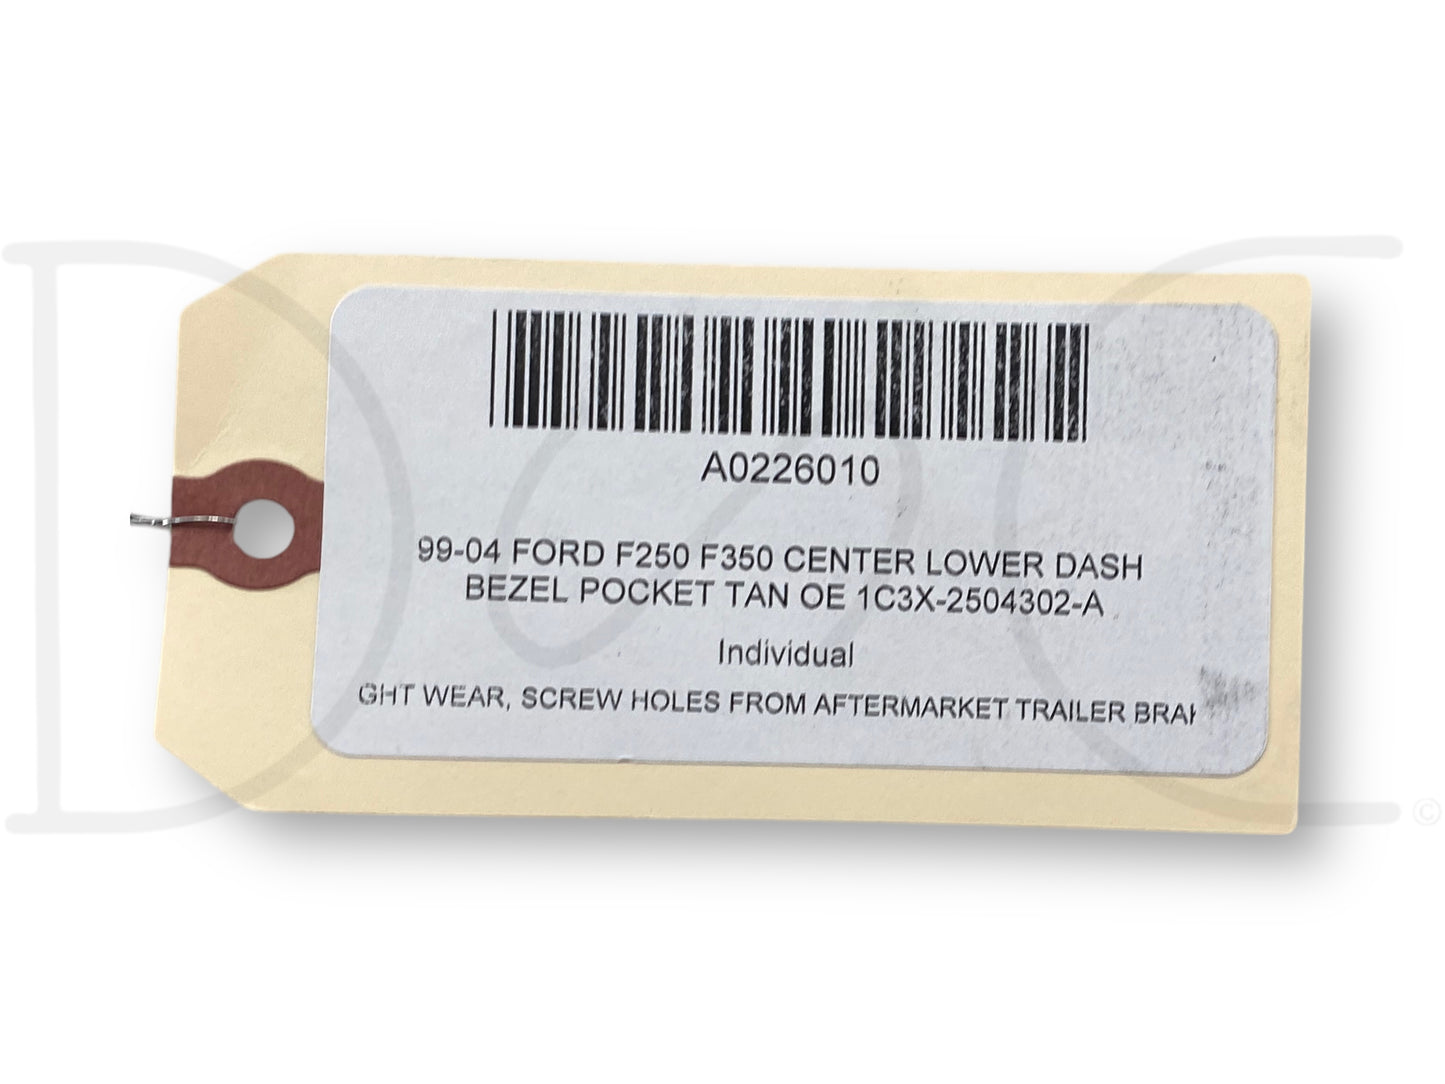 A0226010
99-04 FORD F250 F350 CENTER LOWER DASH
BEZEL POCKET TAN OE 1C3X-2504302-A
Individual
GHT WEAR, SCREW HOLES FROM AFTERMARKET TRAILER BRAK
©